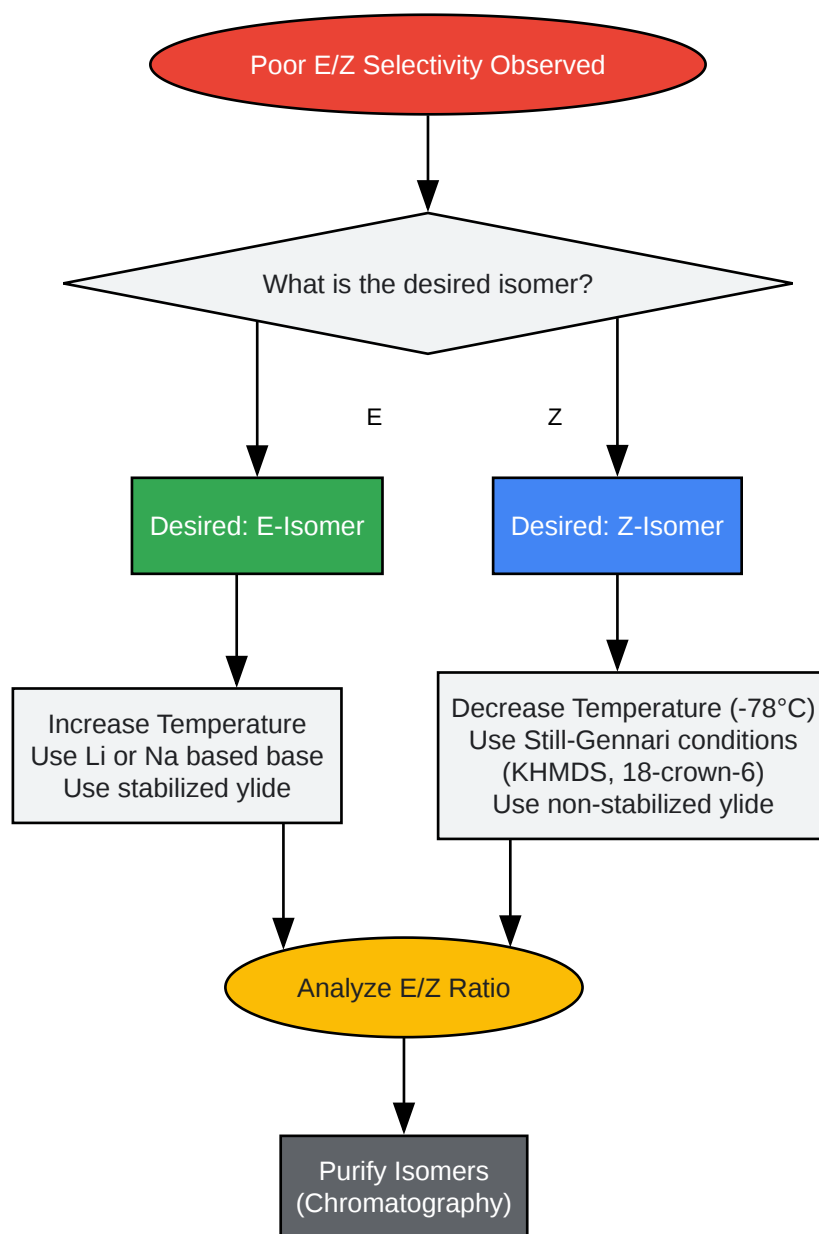 Poor E/Z Selectivity Observed
What is the desired isomer?
E
Z
Desired: E-Isomer
Desired: Z-Isomer
Increase Temperature
Use Li or Na based base
Use stabilized ylide
Decrease Temperature (-78°C)
Use Still-Gennari conditions
(KHMDS, 18-crown-6)
Use non-stabilized ylide
Analyze E/Z Ratio
Purify Isomers
(Chromatography)